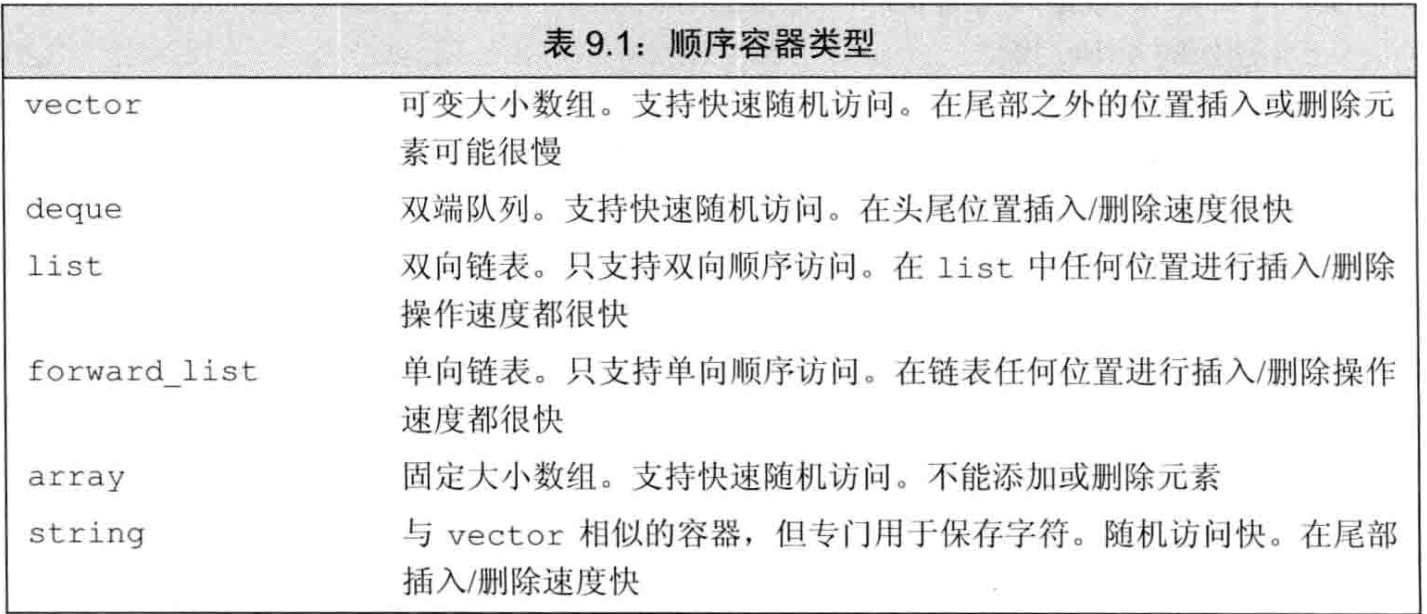 表 9.1：顺序容器类型
vector 可变大小数组。支持快速随机访问。在尾部之外的位置插入或删除元
素可能很慢
deque 双端队列。支持快速随机访问。在头尾位置插入/删除速度很快
list 双向链表。只支持双向顺序访问。在 list 中任何位置进行插入/删除
操作速度都很快
forward_list 单向链表。只支持单向顺序访问。在链表任何位置进行插入/删除操作
速度都很快
array 固定大小数组。支持快速随机访问。不能添加或删除元素
string 与 vector 相似的容器，但专门用于保存字符。随机访问快。在尾部
插入/删除速度快